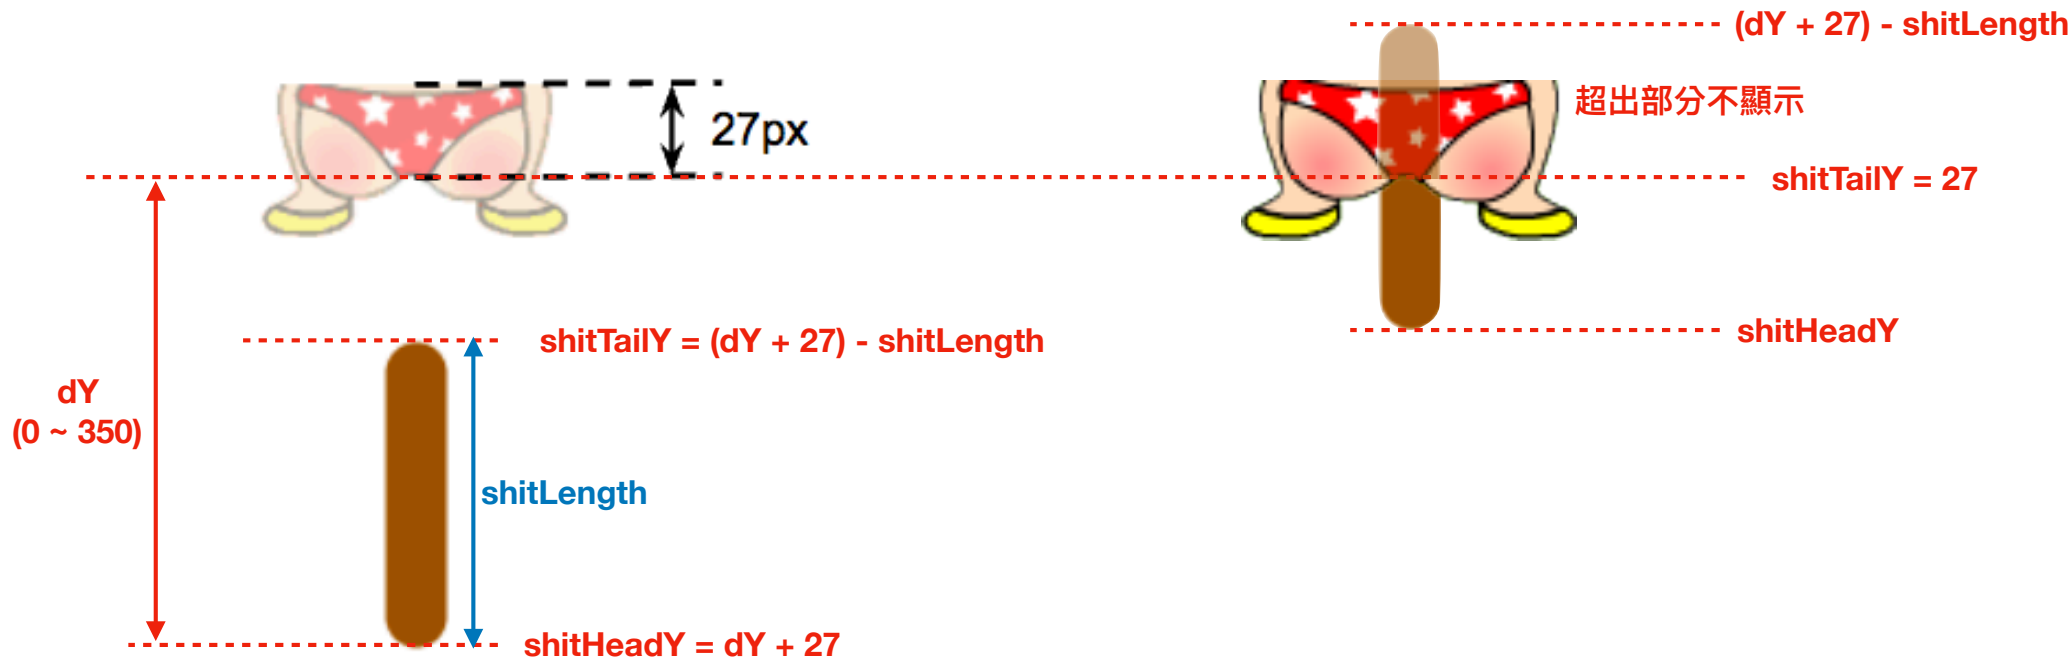 (dY + 27) - shitLength
超出部分不顯示
27px
shitTailY = 27
shitTailY = (dY + 27) - shitLength
shitHeadY
dY
(0 ~ 350)
shitLength
shitHeadY = dY + 27